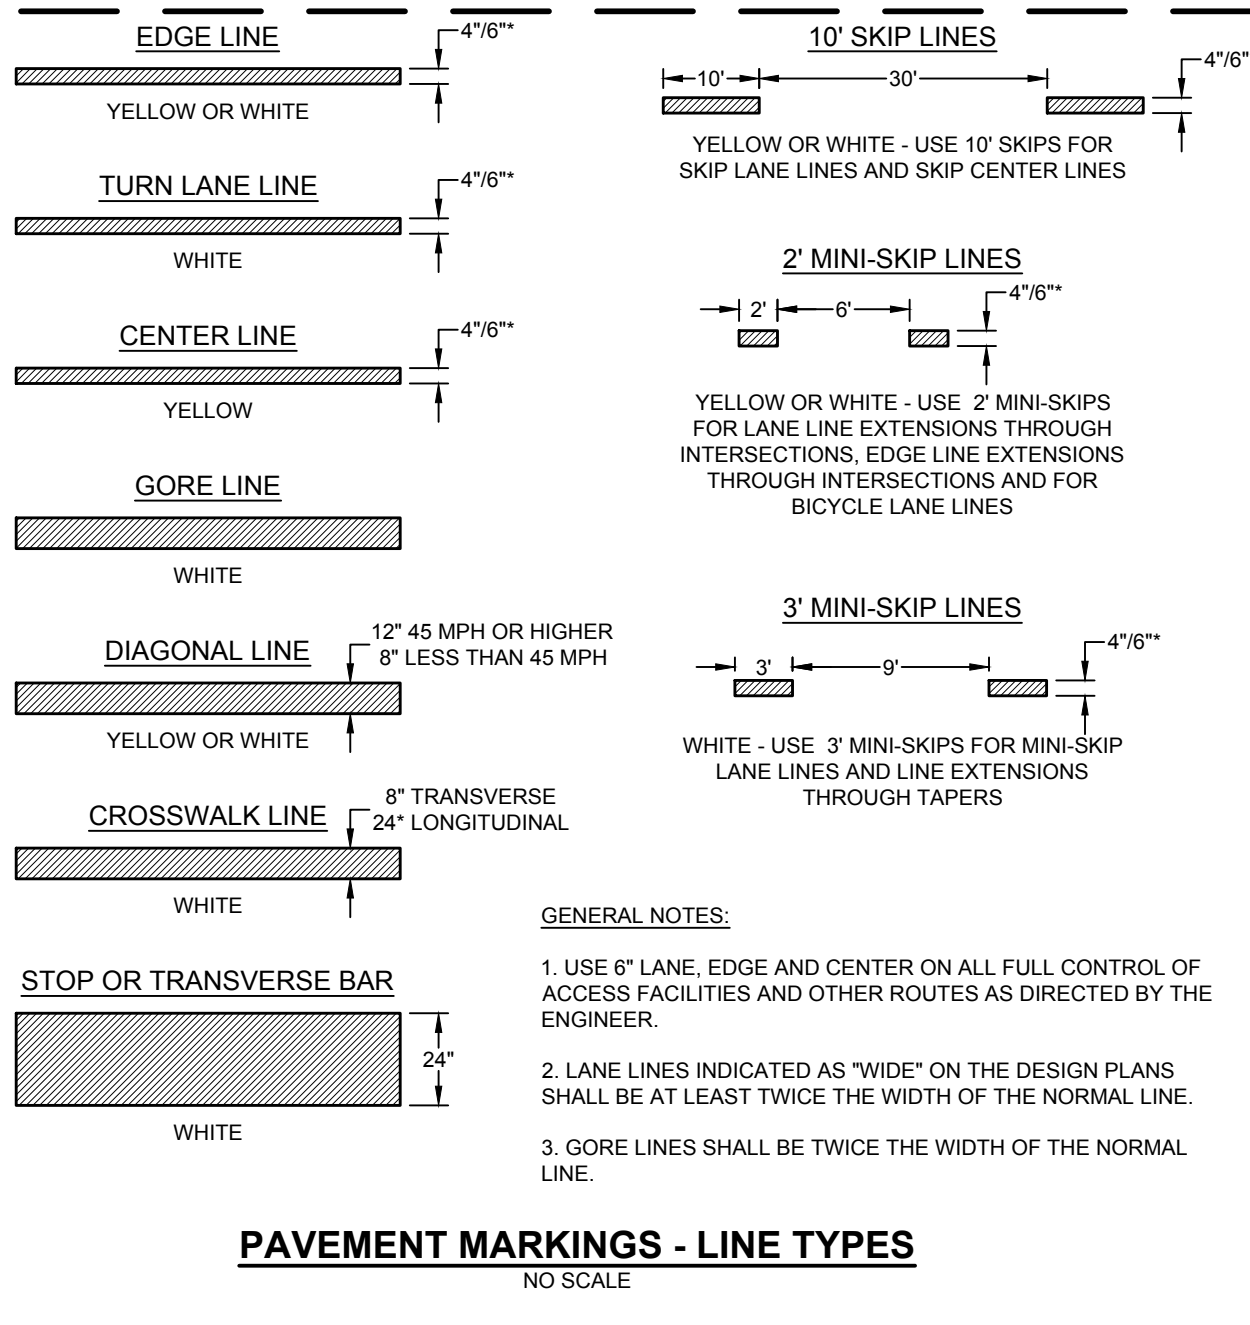 EDGE LINE
4"/6"*
YELLOW OR WHITE
TURN LANE LINE
4"/6"*
WHITE
CENTER LINE
4"/6"*
YELLOW
GORE LINE
WHITE
DIAGONAL LINE
12" 45 MPH OR HIGHER
8" LESS THAN 45 MPH
YELLOW OR WHITE
CROSSWALK LINE
8" TRANSVERSE
24* LONGITUDINAL
WHITE
STOP OR TRANSVERSE BAR
24"
WHITE
10' SKIP LINES
10'
30'
4"/6"
YELLOW OR WHITE - USE 10' SKIPS FOR
SKIP LANE LINES AND SKIP CENTER LINES
2' MINI-SKIP LINES
2'
6'
4"/6"*
YELLOW OR WHITE - USE 2' MINI-SKIPS
FOR LANE LINE EXTENSIONS THROUGH
INTERSECTIONS, EDGE LINE EXTENSIONS
THROUGH INTERSECTIONS AND FOR
BICYCLE LANE LINES
3' MINI-SKIP LINES
3'
9'
4"/6"*
WHITE - USE 3' MINI-SKIPS FOR MINI-SKIP
LANE LINES AND LINE EXTENSIONS
THROUGH TAPERS
GENERAL NOTES:
1. USE 6" LANE, EDGE AND CENTER ON ALL FULL CONTROL OF
ACCESS FACILITIES AND OTHER ROUTES AS DIRECTED BY THE
ENGINEER.
2. LANE LINES INDICATED AS "WIDE" ON THE DESIGN PLANS
SHALL BE AT LEAST TWICE THE WIDTH OF THE NORMAL LINE.
3. GORE LINES SHALL BE TWICE THE WIDTH OF THE NORMAL
LINE.
PAVEMENT MARKINGS - LINE TYPES
NO SCALE